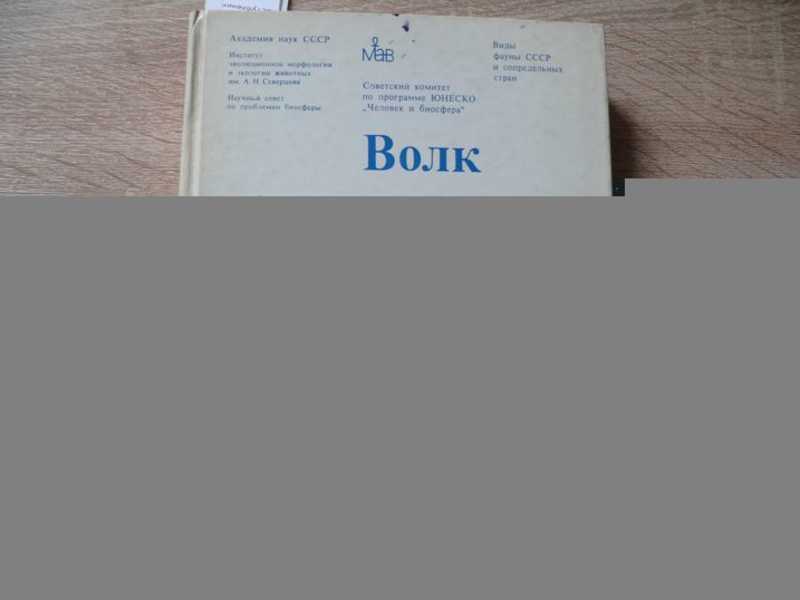 Академия наук СССР
Институт
эволюционной морфологии
и экологии животных
им. А. Н. Северцова
Научный совет
по проблемам биосферы
МаВ
Советский комитет
по программе ЮНЕСКО
„Человек и биосфера"
Виды
фауны СССР
и сопредельных
стран
Волк